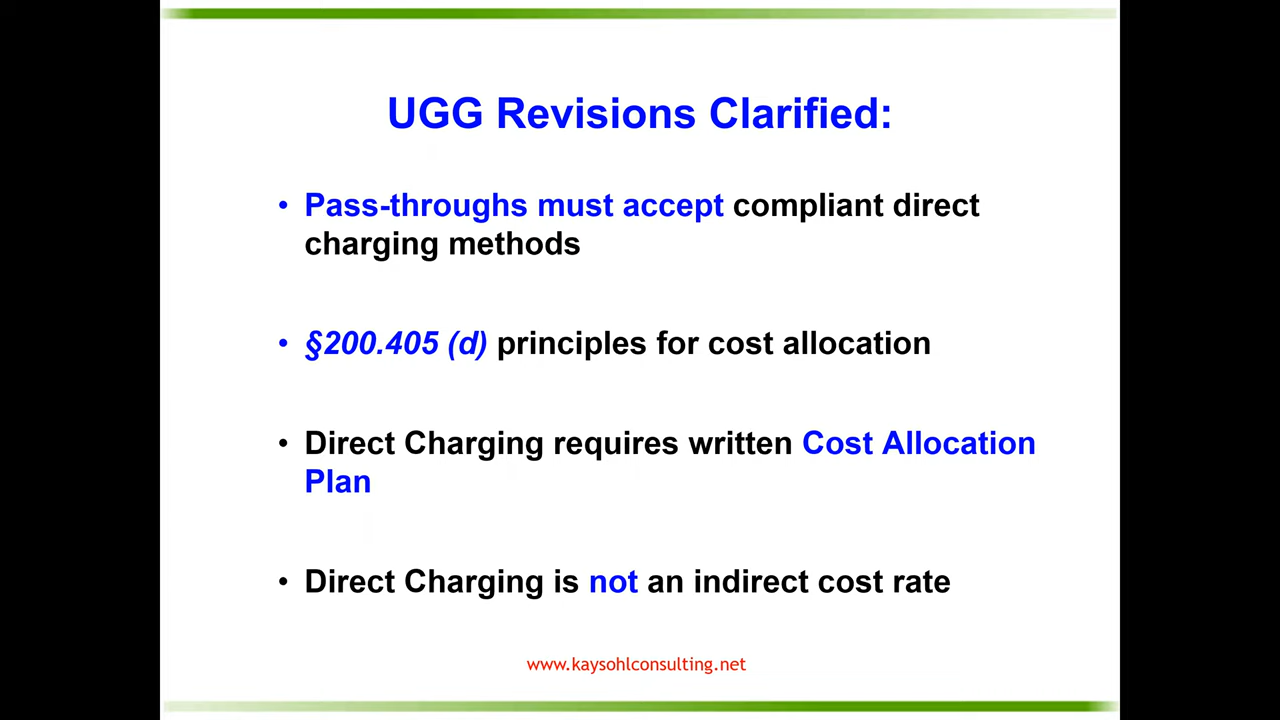 UGG Revisions Clarified:
• Pass-throughs must accept compliant direct
charging methods
• §200.405 (d) principles for cost allocation
• Direct Charging requires written Cost Allocation
Plan
• Direct Charging is not an indirect cost rate
www.kaysohlconsulting.net